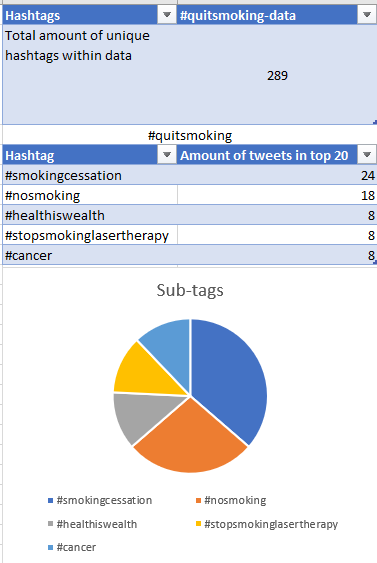 Hashtags #quitsmoking-data
Total amount of unique
hashtags within data
289
#quitsmoking
Hashtag Amount of tweets in top 20
#smokingcessation 24
#nosmoking 18
#healthiswealth 8
#stopsmokinglasertherapy 8
#cancer 8
Sub-tags
#smokingcessation #nosmoking
#healthiswealth #stopsmokinglasertherapy
#cancer